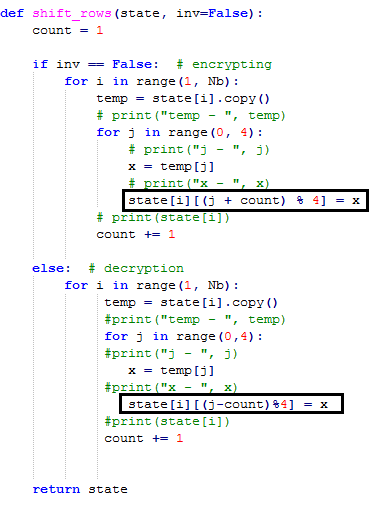 def shift_rows(state, inv=False):
    count = 1

    if inv == False:  # encrypting
        for i in range(1, Nb):
            temp = state[i].copy()
            # print("temp - ", temp)
            for j in range(0, 4):
                # print("j - ", j)
                x = temp[j]
                # print("x - ", x)
                state[i][(j + count) % 4] = x
            # print(state[i])
            count += 1

    else:  # decryption
        for i in range(1, Nb):
            temp = state[i].copy()
             #print("temp - ", temp)
             for j in range(0,4):
             #print("j - ", j)
                x = temp[j]
             #print("x - ", x)
                state[i][(j-count)%4] = x
             #print(state[i])
             count += 1


    return state